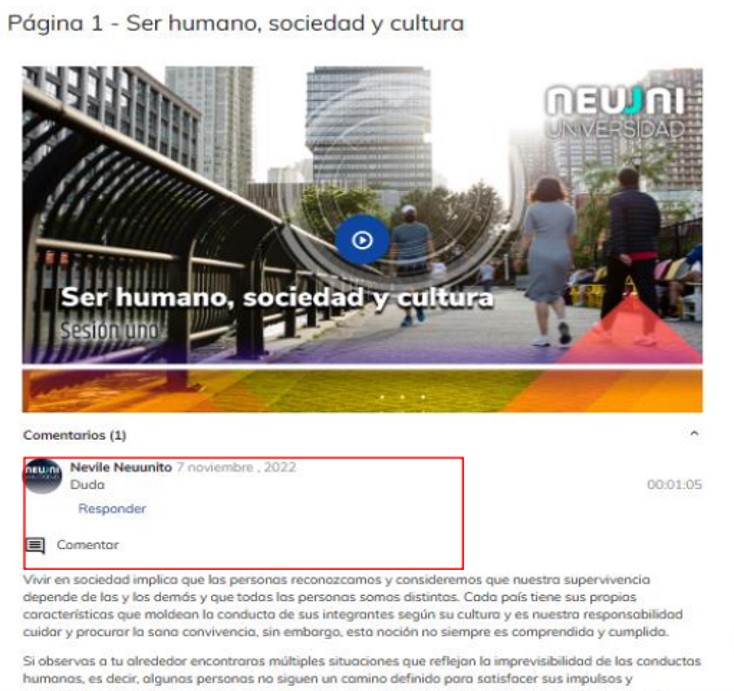 Página 1 - Ser humano, sociedad y cultura
NEUUNI
UNIVERSIDAD
Ser humano, sociedad y cultura
Sesión uno
Comentarios (1)
Nevile Neuunito 7 noviembre , 2022
Duda
00:01:05
Responder
Comentar
Vivir en sociedad implica que las personas reconozcamos y consideremos que nuestra supervivencia
depende de las y los demás y que todas las personas somos distintas. Cada país tiene sus propias
características que moldean la conducta de sus integrantes según su cultura y es nuestra responsabilidad
cuidar y procurar la sana convivencia, sin embargo, esta noción no siempre es comprendida y cumplida.
Si observas a tu alrededor encontraras múltiples situaciones que reflejan la imprevisibilidad de las conductas
humanas, es decir, algunas personas no siguen un camino definido para satisfacer sus impulsos y